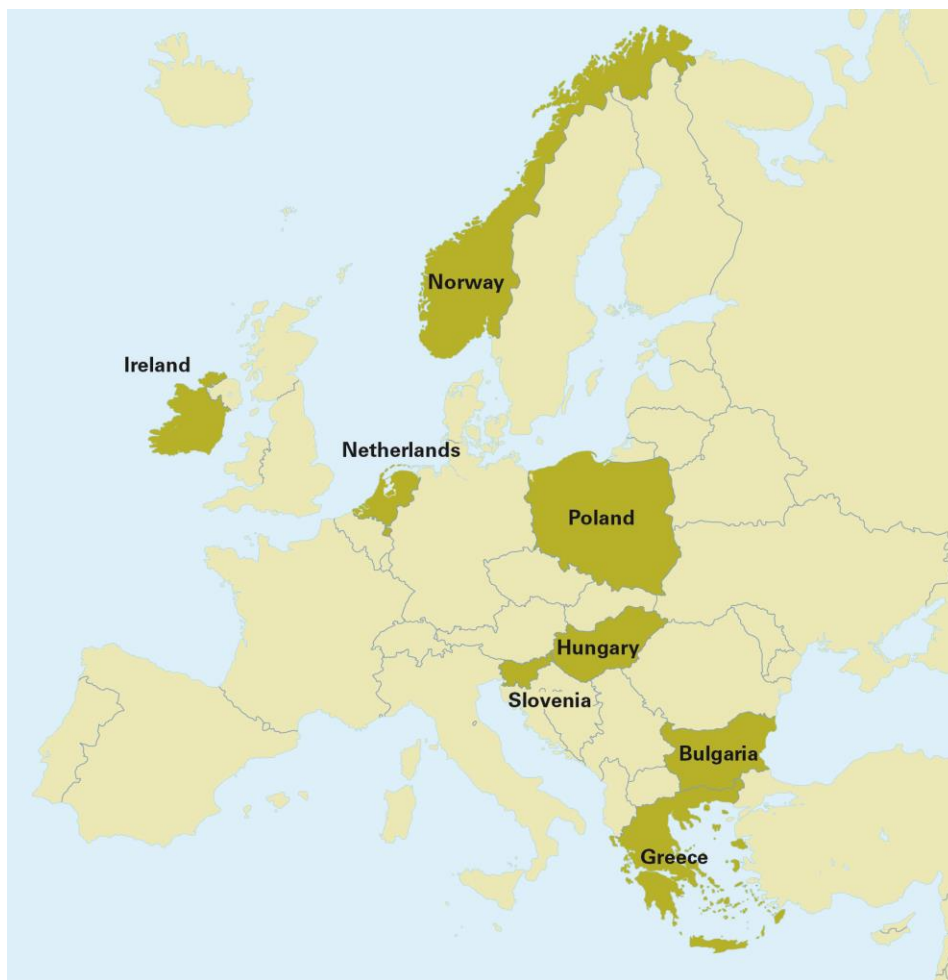 Norway
Ireland
Netherlands
Poland
Hungary
Slovenia
Bulgaria
Greece